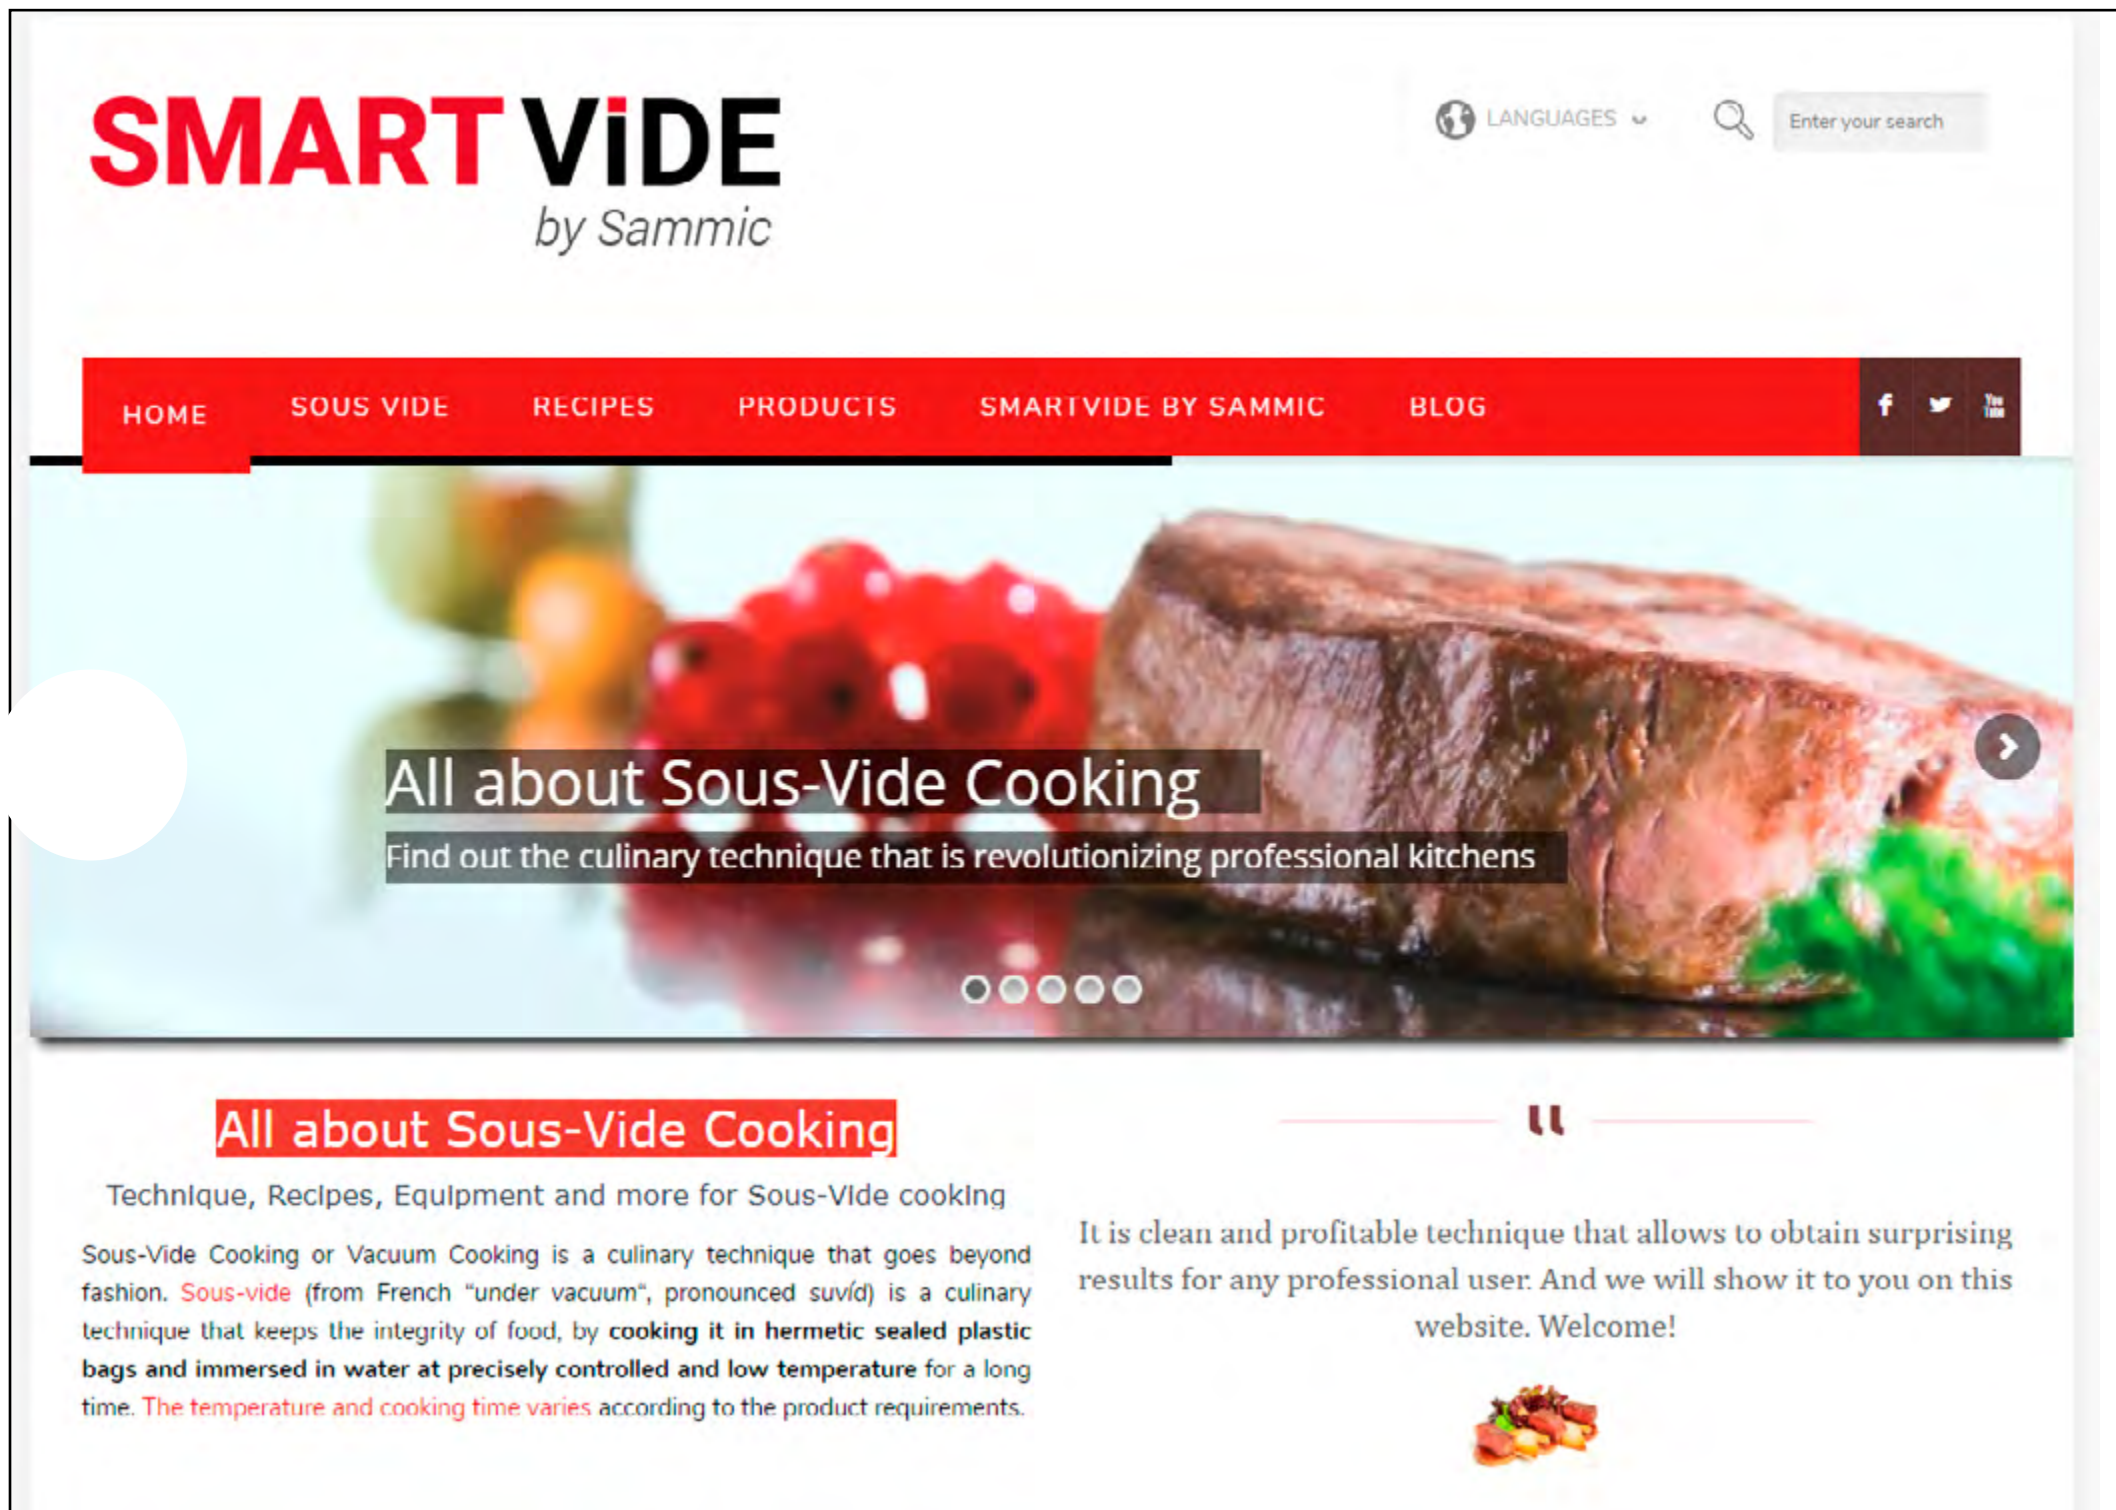 SMART ViDE
by Sammic
LANGUAGES
Enter your search
HOME SOUS VIDE RECIPES PRODUCTS SMARTVIDE BY SAMMIC BLOG
f You Tube
All about Sous-Vide Cooking
Find out the culinary technique that is revolutionizing professional kitchens
All about Sous-Vide Cooking
Technique, Recipes, Equipment and more for Sous-Vide cooking
Sous-Vide Cooking or Vacuum Cooking is a culinary technique that goes beyond
fashion. Sous-vide (from French "under vacuum", pronounced suvíd) is a culinary
technique that keeps the integrity of food, by cooking it in hermetic sealed plastic
bags and immersed in water at precisely controlled and low temperature for a long
time. The temperature and cooking time varies according to the product requirements.
It is clean and profitable technique that allows to obtain surprising
results for any professional user. And we will show it to you on this
website. Welcome!